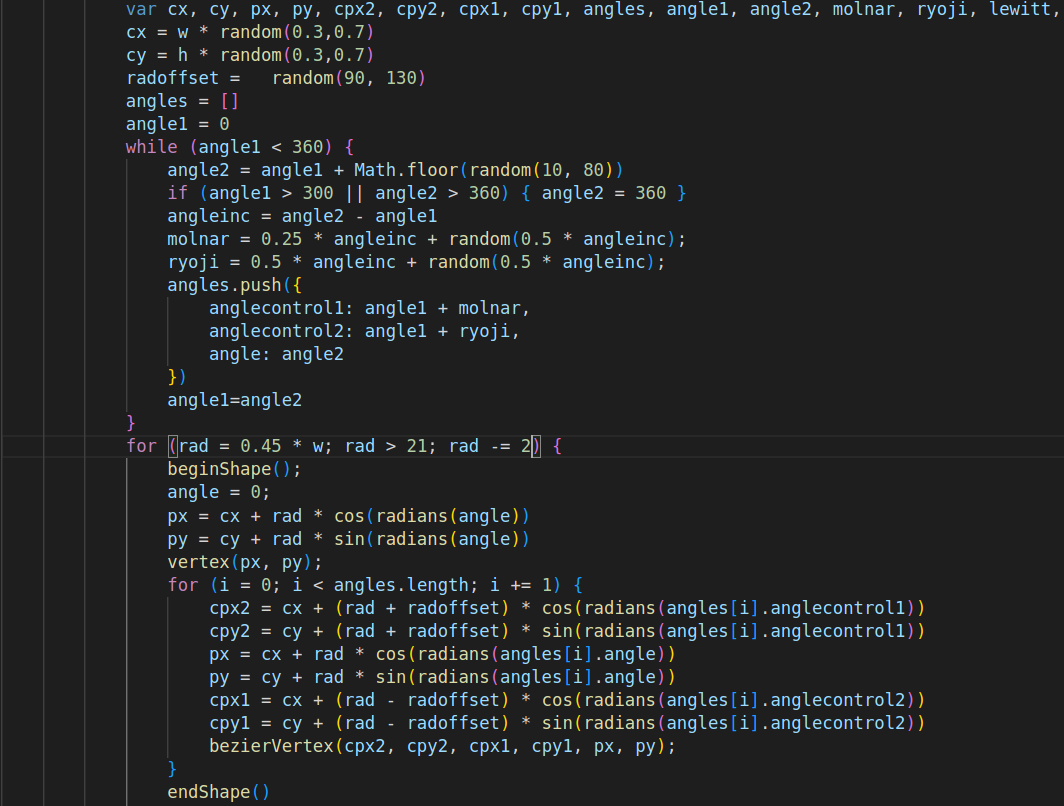 var cx, cy, px, py, cpx2, cpy2, cpx1, cpy1, angles, angle1, angle2, molnar, ryoji, lewitt,
cx = w * random(0.3,0.7)
cy = h * random(0.3,0.7)
radoffset =   random(90, 130)
angles = []
angle1 = 0
while (angle1 < 360) {
    angle2 = angle1 + Math.floor(random(10, 80))
    if (angle1 > 300 || angle2 > 360) { angle2 = 360 }
    angleinc = angle2 - angle1
    molnar = 0.25 * angleinc + random(0.5 * angleinc);
    ryoji = 0.5 * angleinc + random(0.5 * angleinc);
    angles.push({
        anglecontrol1: angle1 + molnar,
        anglecontrol2: angle1 + ryoji,
        angle: angle2
    })
    angle1=angle2
}
for (rad = 0.45 * w; rad > 21; rad -= 2) {
    beginShape();
    angle = 0;
    px = cx + rad * cos(radians(angle))
    py = cy + rad * sin(radians(angle))
    vertex(px, py);
    for (i = 0; i < angles.length; i += 1) {
        cpx2 = cx + (rad + radoffset) * cos(radians(angles[i].anglecontrol1))
        cpy2 = cy + (rad + radoffset) * sin(radians(angles[i].anglecontrol1))
        px = cx + rad * cos(radians(angles[i].angle))
        py = cy + rad * sin(radians(angles[i].angle))
        cpx1 = cx + (rad - radoffset) * cos(radians(angles[i].anglecontrol2))
        cpy1 = cy + (rad - radoffset) * sin(radians(angles[i].anglecontrol2))
        bezierVertex(cpx2, cpy2, cpx1, cpy1, px, py);
    }
    endShape()